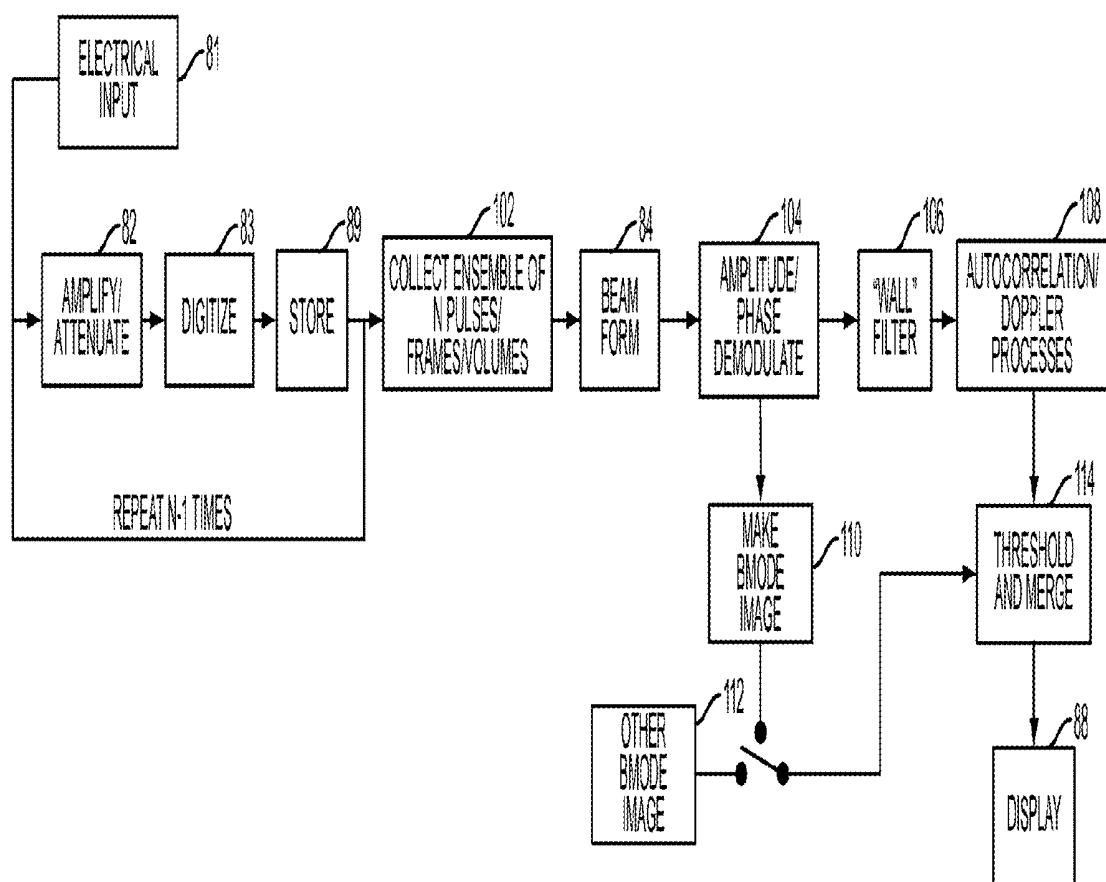 ELECTRICAL
INPUT
81
82
AMPLIFY/
ATTENUATE
83
DIGITIZE
89
STORE
102
COLLECT ENSEMBLE OF
N PULSES/
FRAMES/VOLUMES
84
BEAM
FORM
104
AMPLITUDE/
PHASE
DEMODULATE
106
"WALL"
FILTER
108
AUTOCORRELATION/
DOPPLER
PROCESSES
REPEAT N-1 TIMES
MAKE
BMODE
IMAGE
110
114
THRESHOLD
AND MERGE
112
OTHER
BMODE
IMAGE
88
DISPLAY